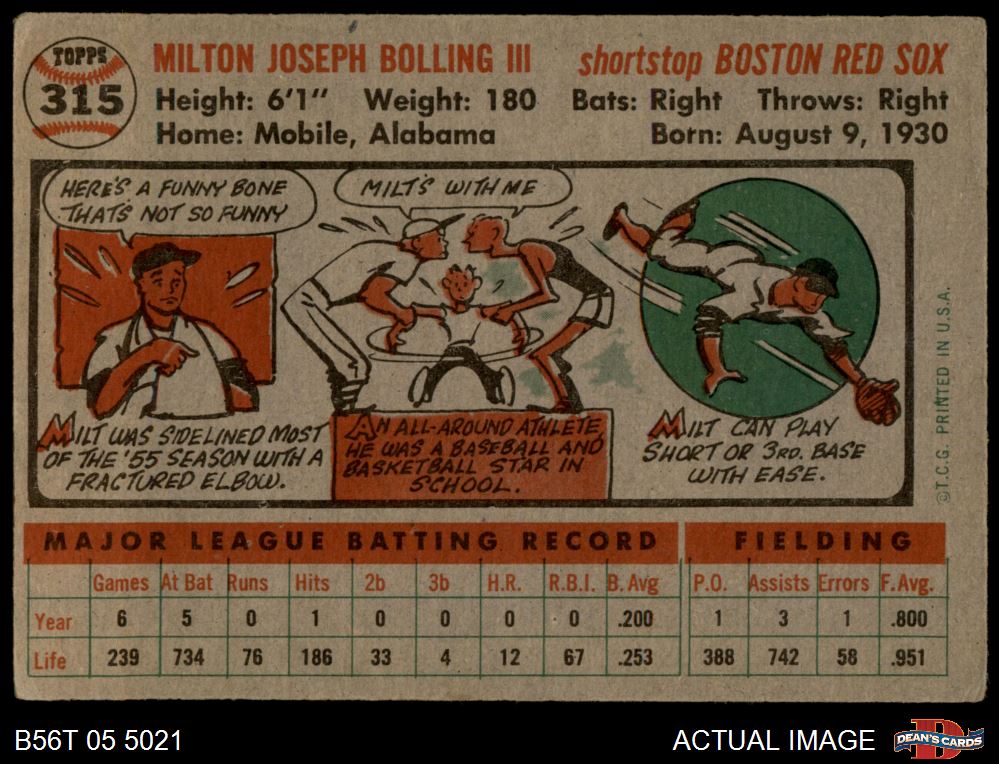 TOPPS
315
MILTON JOSEPH BOLLING III
shortstop BOSTON RED SOX
Height: 6'1" Weight: 180 Bats: Right Throws: Right
Home: Mobile, Alabama Born: August 9, 1930
HERE'S A FUNNY BONE
THAT'S NOT SO FUNNY
MILT'S WITH ME
MILT WAS SIDELINED MOST
OF THE '55 SEASON WITH A
FRACTURED ELBOW.
AN ALL-AROUND ATHLETE,
HE WAS A BASEBALL AND
BASKETBALL STAR IN
SCHOOL.
MILT CAN PLAY
SHORT OR 3RD. BASE
WITH EASE.
©T.C.G. PRINTED IN U.S.A.
MAJOR LEAGUE BATTING RECORD FIELDING
Games At Bat Runs Hits 2b 3b H.R. R.B.I. B. Avg P.O. Assists Errors F.Avg.
Year 6 5 0 1 0 0 0 0 .200 1 3 1 .800
Life 239 734 76 186 33 4 12 67 .253 388 742 58 .951
B56T 05 5021
ACTUAL IMAGE
DEAN'S CARDS